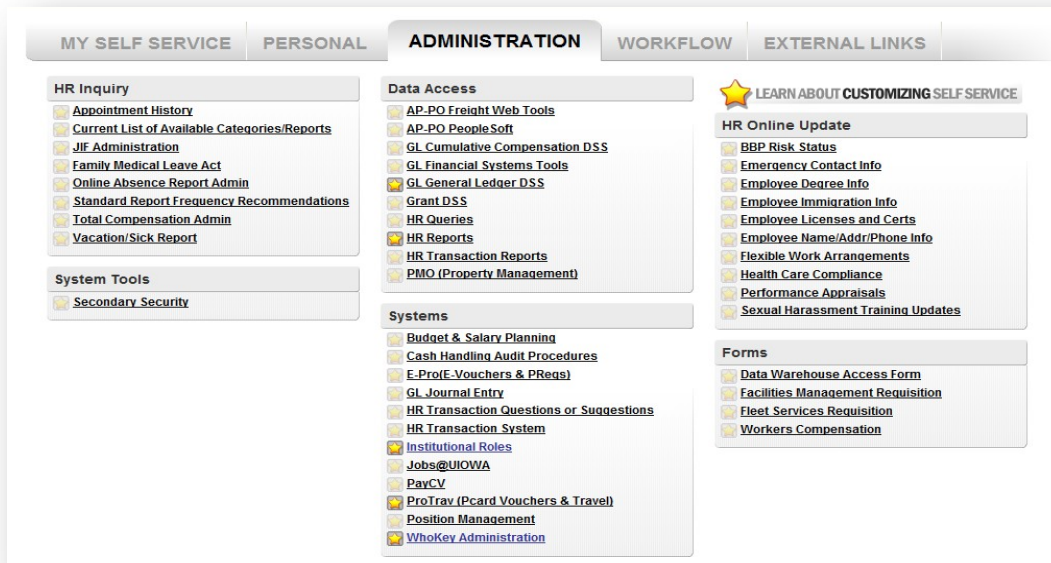 MY SELF SERVICE PERSONAL ADMINISTRATION WORKFLOW EXTERNAL LINKS
HR Inquiry
Appointment History
Current List of Available Categories/Reports
JIF Administration
Family Medical Leave Act
Online Absence Report Admin
Standard Report Frequency Recommendations
Total Compensation Admin
Vacation/Sick Report
System Tools
Secondary Security
Data Access
AP-PO Freight Web Tools
AP-PO PeopleSoft
GL Cumulative Compensation DSS
GL Financial Systems Tools
GL General Ledger DSS
Grant DSS
HR Queries
HR Reports
HR Transaction Reports
PMO (Property Management)
Systems
Budget & Salary Planning
Cash Handling Audit Procedures
E-Pro(E-Vouchers & PReqs)
GL Journal Entry
HR Transaction Questions or Suggestions
HR Transaction System
Institutional Roles
Jobs@UIOWA
PayCV
ProTrav (Pcard Vouchers & Travel)
Position Management
WhoKey Administration
LEARN ABOUT CUSTOMIZING SELF SERVICE
HR Online Update
BBP Risk Status
Emergency Contact Info
Employee Degree Info
Employee Immigration Info
Employee Licenses and Certs
Employee Name/Addr/Phone Info
Flexible Work Arrangements
Health Care Compliance
Performance Appraisals
Sexual Harassment Training Updates
Forms
Data Warehouse Access Form
Facilities Management Requisition
Fleet Services Requisition
Workers Compensation